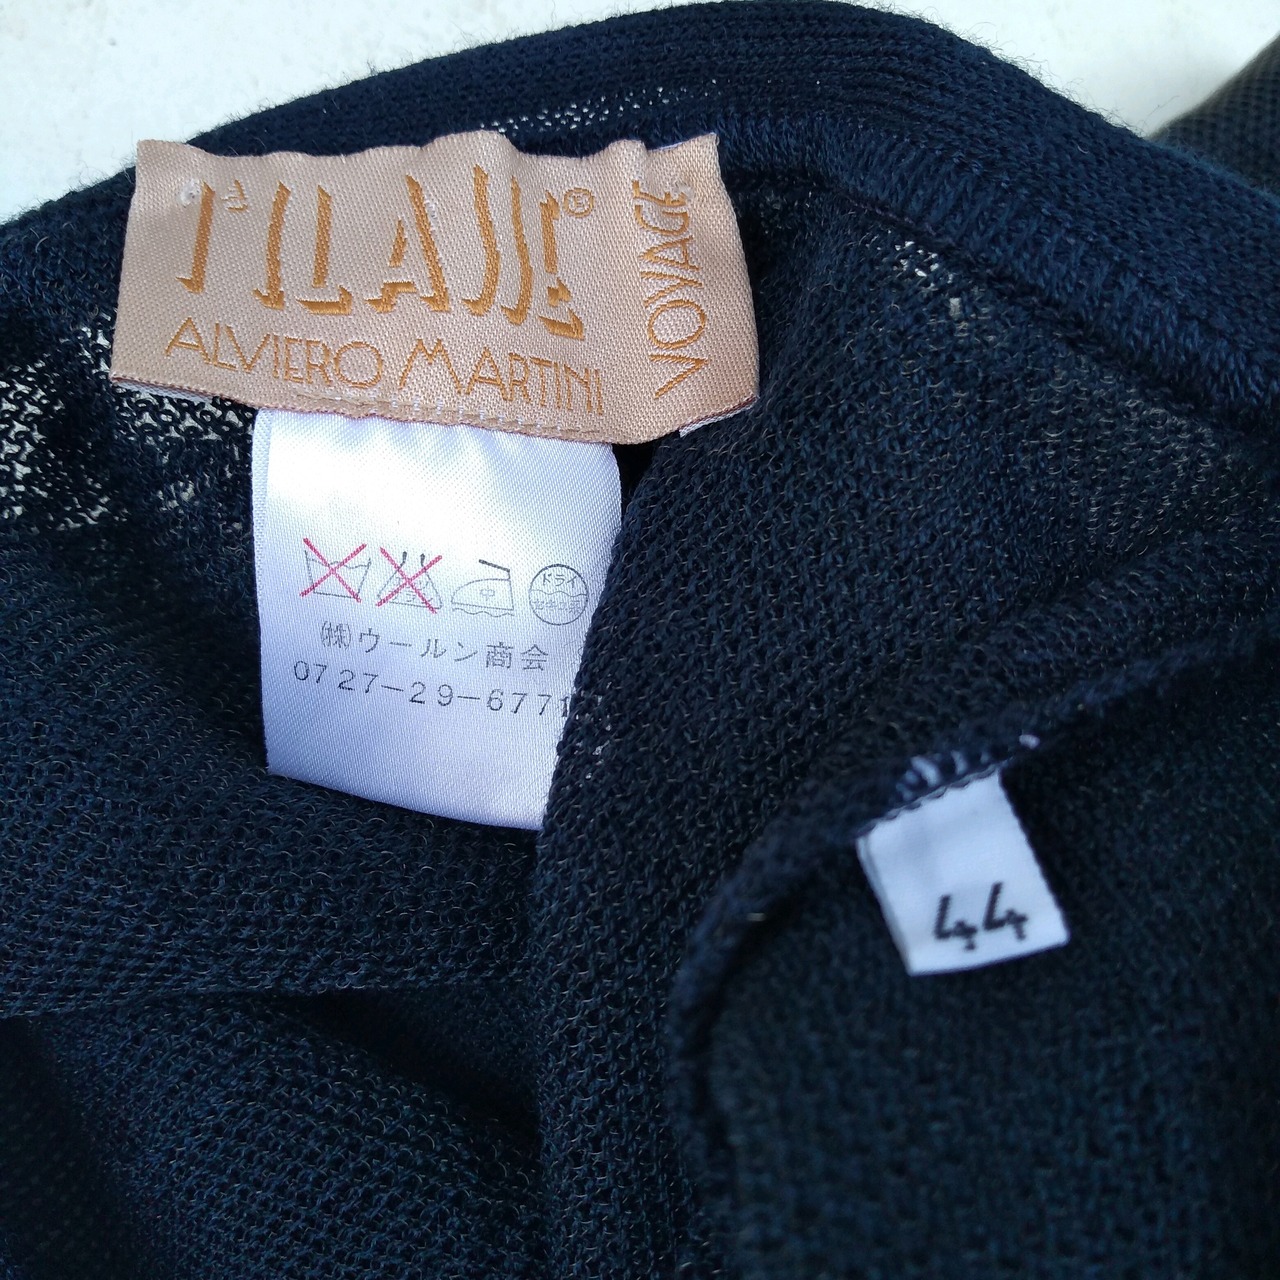 1ª CLASSE®
ALVIERO MARTINI
VOYAGE
中
ドライ
㈱ウールン商会
0727-29-6771
44